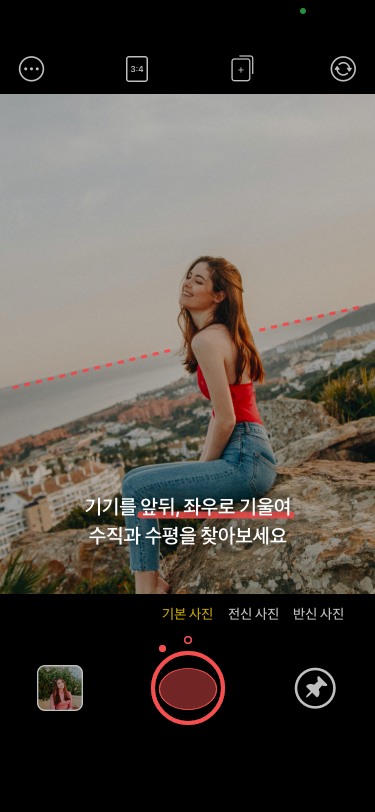 3:4
기기를 앞뒤, 좌우로 기울여
수직과 수평을 찾아보세요
기본 사진 전신 사진 반신 사진